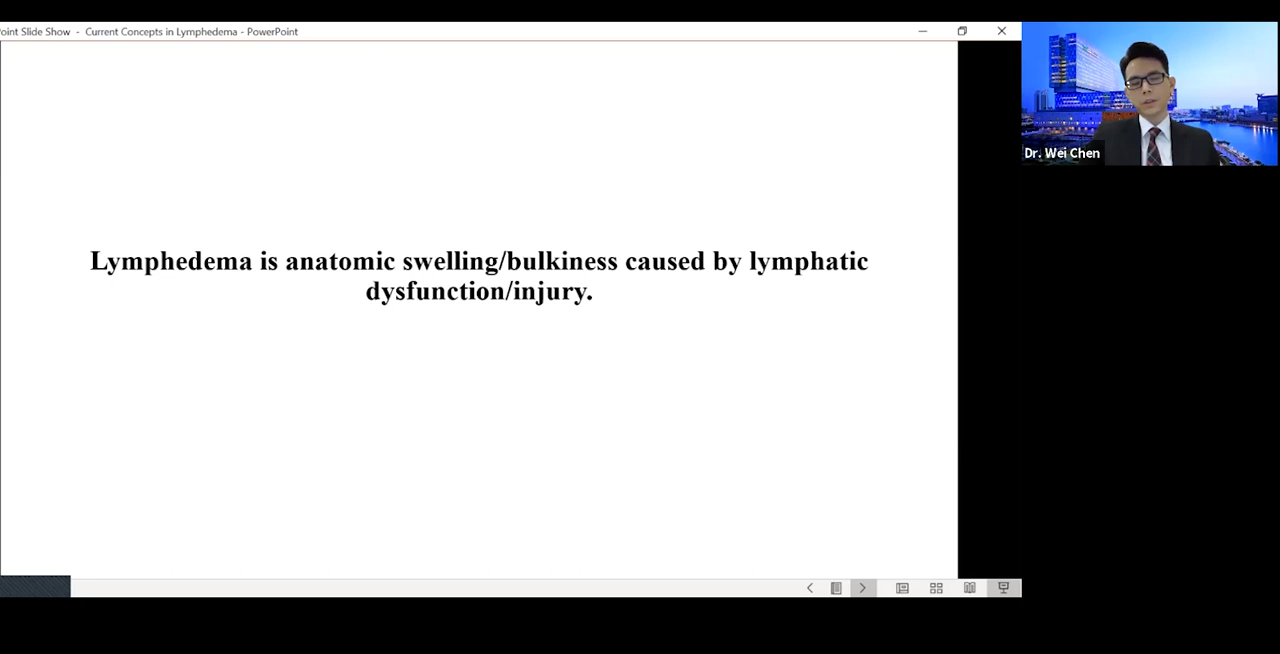 oint Slide Show - Current Concepts in Lymphedema - PowerPoint
Lymphedema is anatomic swelling/bulkiness caused by lymphatic
dysfunction/injury.
Dr. Wei Chen